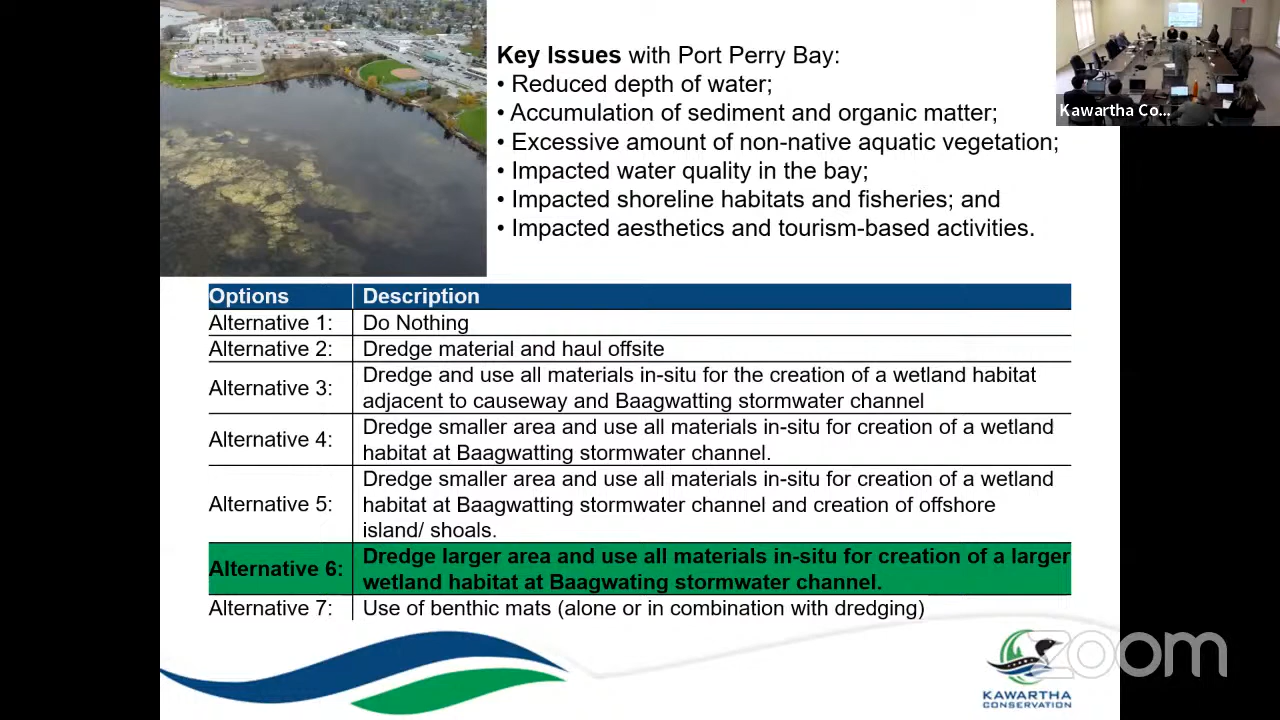 Key Issues with Port Perry Bay:
• Reduced depth of water;
• Accumulation of sediment and organic matter;
• Excessive amount of non-native aquatic vegetation;
• Impacted water quality in the bay;
• Impacted shoreline habitats and fisheries; and
• Impacted aesthetics and tourism-based activities.
Kawartha Co...
Options Description
Alternative 1: Do Nothing
Alternative 2: Dredge material and haul offsite
Alternative 3: Dredge and use all materials in-situ for the creation of a wetland habitat
adjacent to causeway and Baagwatting stormwater channel
Alternative 4: Dredge smaller area and use all materials in-situ for creation of a wetland
habitat at Baagwatting stormwater channel.
Alternative 5: Dredge smaller area and use all materials in-situ for creation of a wetland
habitat at Baagwatting stormwater channel and creation of offshore
island/ shoals.
Alternative 6: Dredge larger area and use all materials in-situ for creation of a larger
wetland habitat at Baagwating stormwater channel.
Alternative 7: Use of benthic mats (alone or in combination with dredging)
zoom
KAWARTHA
CONSERVATION